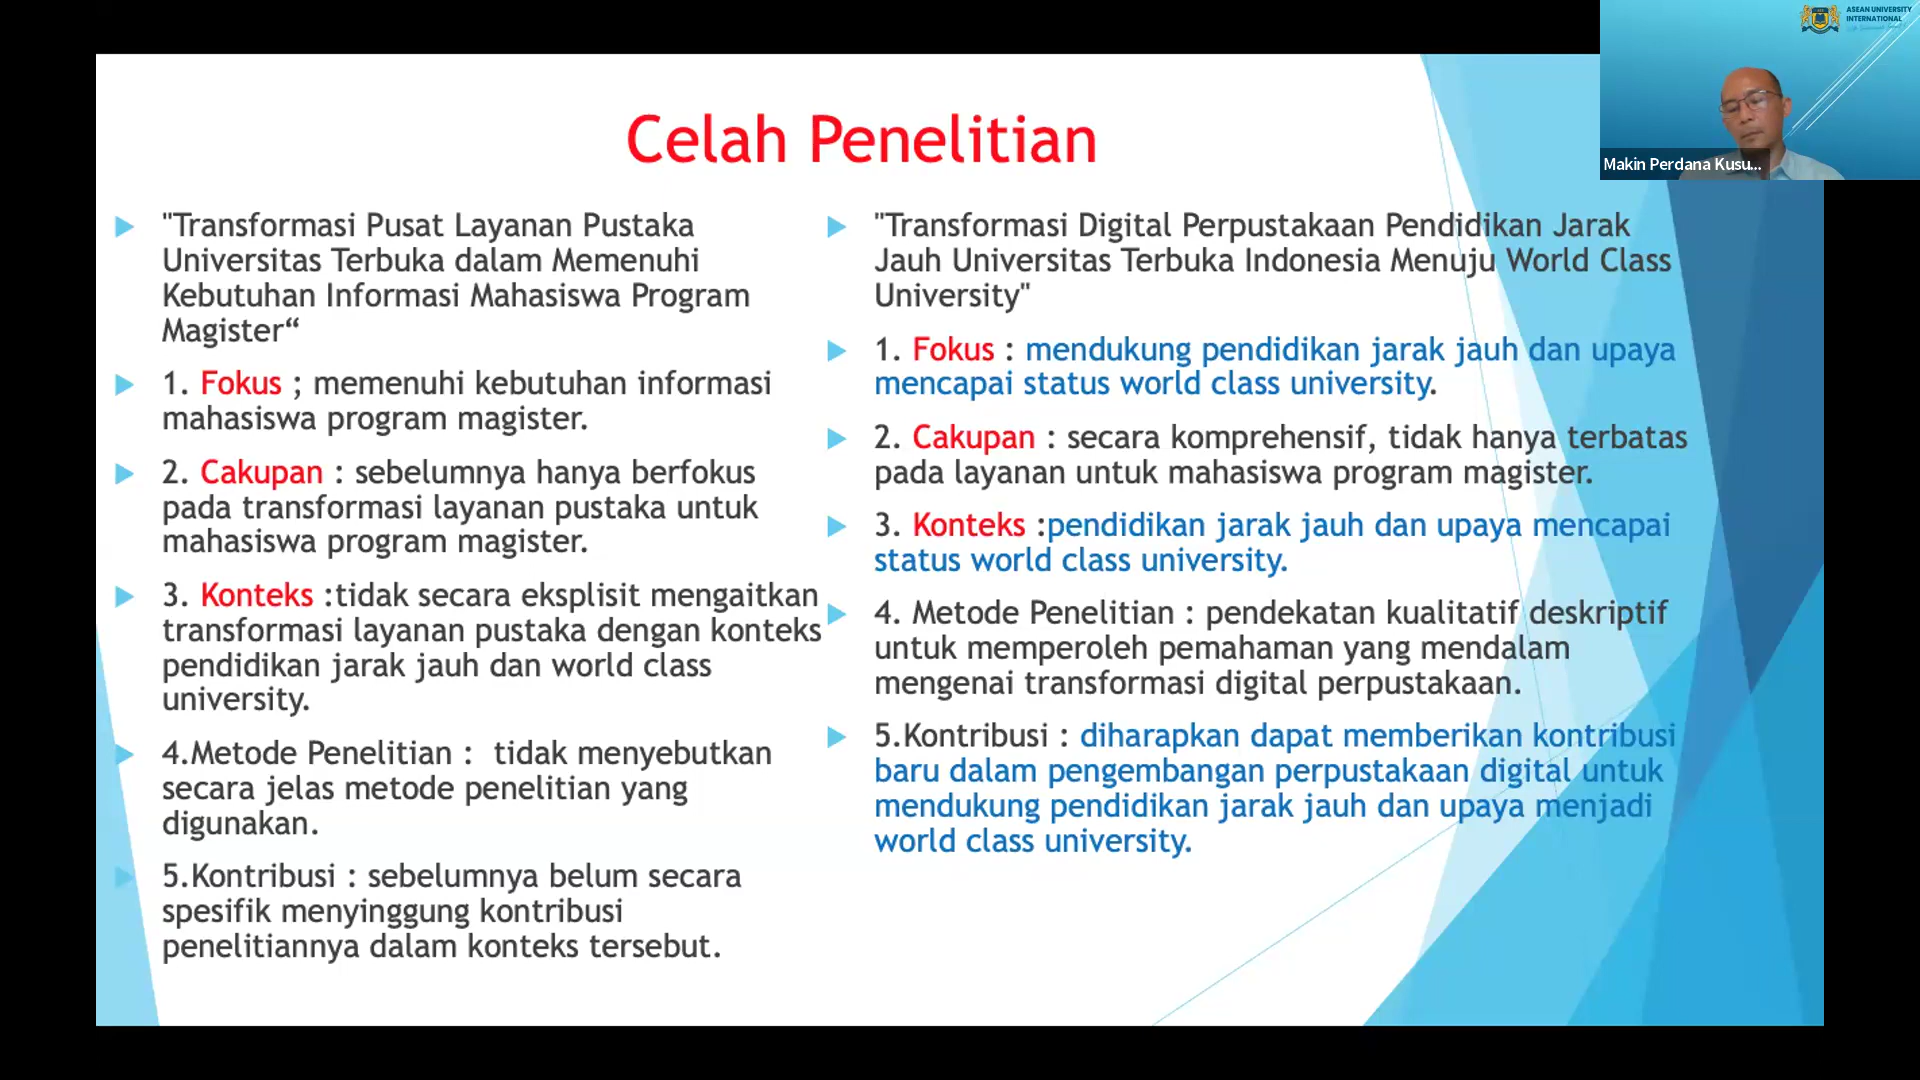 ASEAN UNIVERSITY
INTERNATIONAL
Makin Perdana Kusu...
Celah Penelitian
"Transformasi Pusat Layanan Pustaka
Universitas Terbuka dalam Memenuhi
Kebutuhan Informasi Mahasiswa Program
Magister“
1. Fokus ; memenuhi kebutuhan informasi
mahasiswa program magister.
2. Cakupan : sebelumnya hanya berfokus
pada transformasi layanan pustaka untuk
mahasiswa program magister.
3. Konteks :tidak secara eksplisit mengaitkan
transformasi layanan pustaka dengan konteks
pendidikan jarak jauh dan world class
university.
4.Metode Penelitian : tidak menyebutkan
secara jelas metode penelitian yang
digunakan.
5.Kontribusi : sebelumnya belum secara
spesifik menyinggung kontribusi
penelitiannya dalam konteks tersebut.
"Transformasi Digital Perpustakaan Pendidikan Jarak
Jauh Universitas Terbuka Indonesia Menuju World Class
University"
1. Fokus : mendukung pendidikan jarak jauh dan upaya
mencapai status world class university.
2. Cakupan : secara komprehensif, tidak hanya terbatas
pada layanan untuk mahasiswa program magister.
3. Konteks :pendidikan jarak jauh dan upaya mencapai
status world class university.
4. Metode Penelitian : pendekatan kualitatif deskriptif
untuk memperoleh pemahaman yang mendalam
mengenai transformasi digital perpustakaan.
5.Kontribusi : diharapkan dapat memberikan kontribusi
baru dalam pengembangan perpustakaan digital untuk
mendukung pendidikan jarak jauh dan upaya menjadi
world class university.